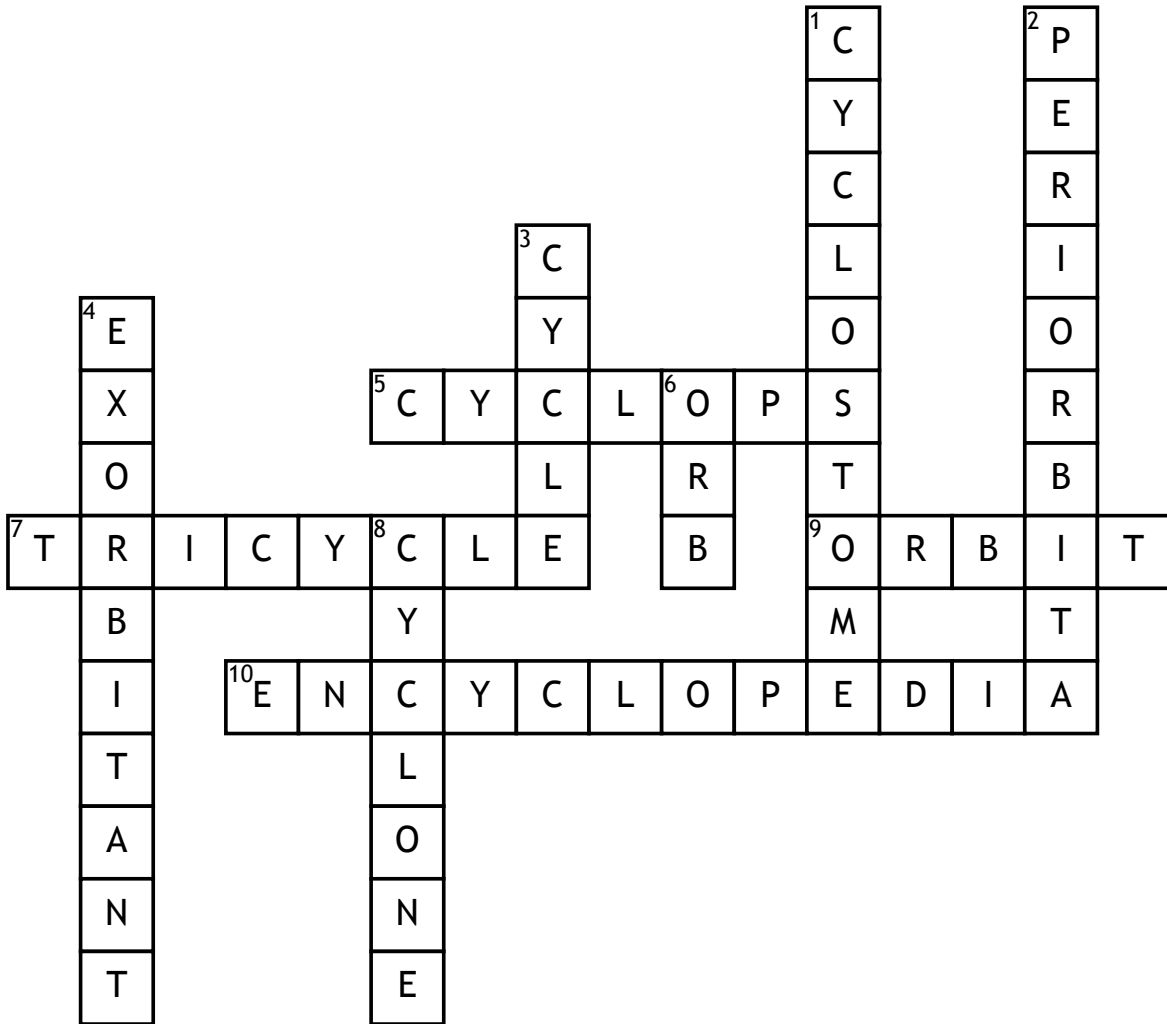 1 C 2 P
Y E
C R
3 C L I
4 E Y O O
X 5 C Y C L 6 O P S R
O L R T B
7 T R I C Y 8 C L E B 9 O R B I T
B Y M T
I 10 E N C Y C L O P E D I A
T L
A O
N N
T E